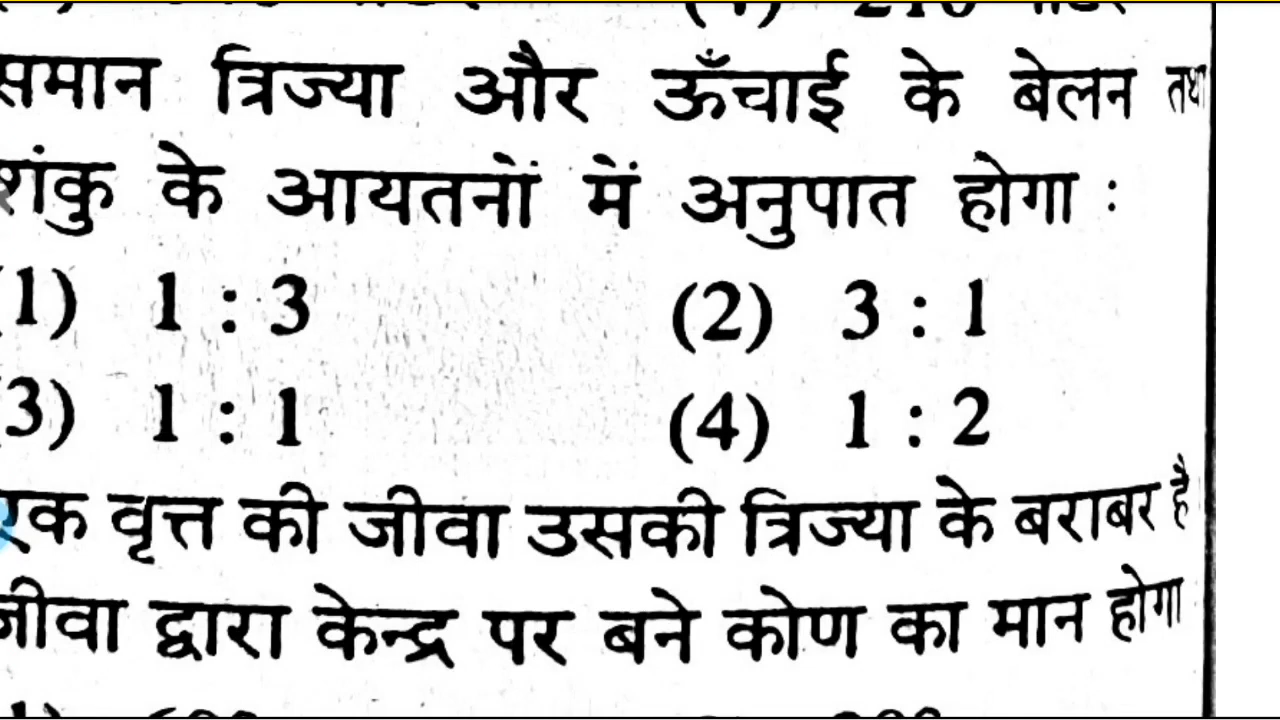 समान त्रिज्या और ऊँचाई के बेलन तथा
शंकु के आयतनों में अनुपात होगा :
(1) 1 : 3 (2) 3 : 1
(3) 1 : 1 (4) 1 : 2
एक वृत्त की जीवा उसकी त्रिज्या के बराबर है
जीवा द्वारा केन्द्र पर बने कोण का मान होगा